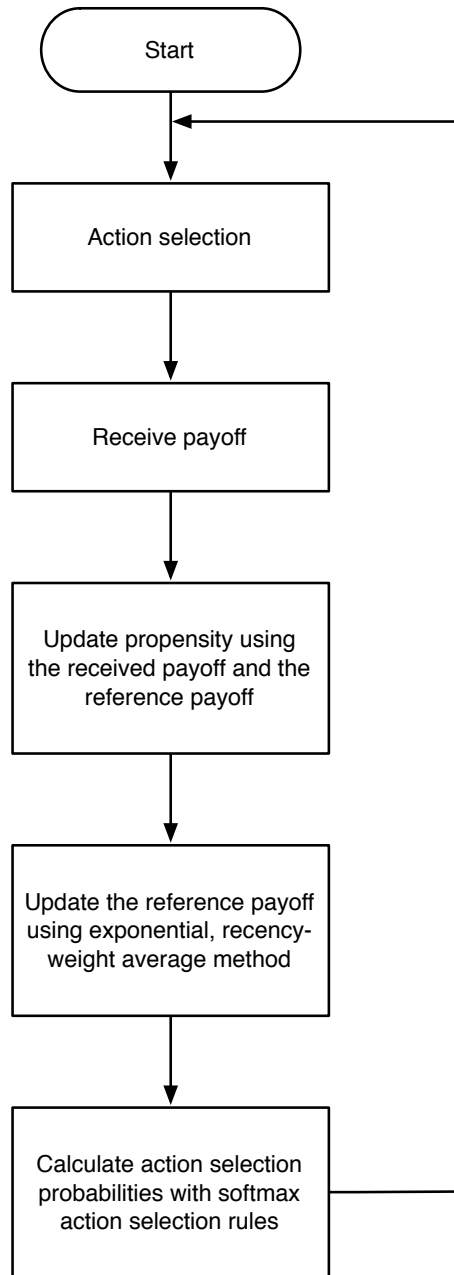 Start
Action selection
Receive payoff
Update propensity using
the received payoff and the
reference payoff
Update the reference payoff
using exponential, recency-
weight average method
Calculate action selection
probabilities with softmax
action selection rules